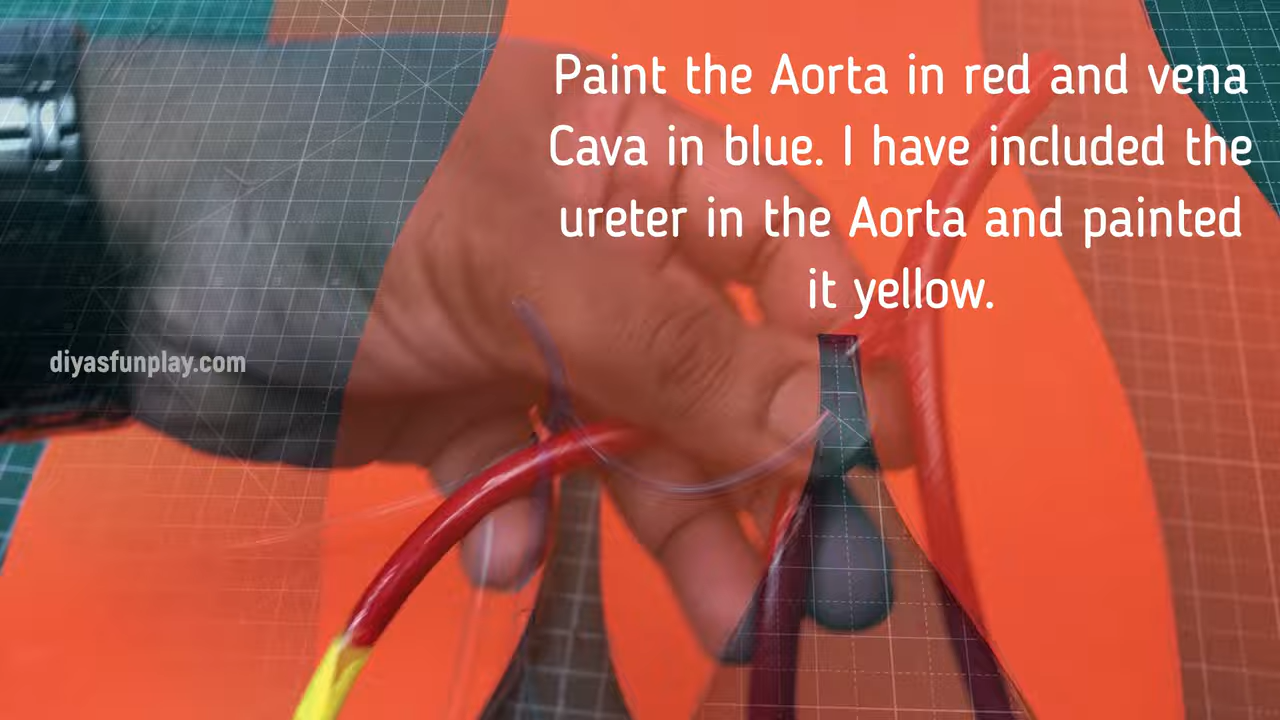 Paint the Aorta in red and vena
Cava in blue. I have included the
ureter in the Aorta and painted
it yellow.
diyasfunplay.com